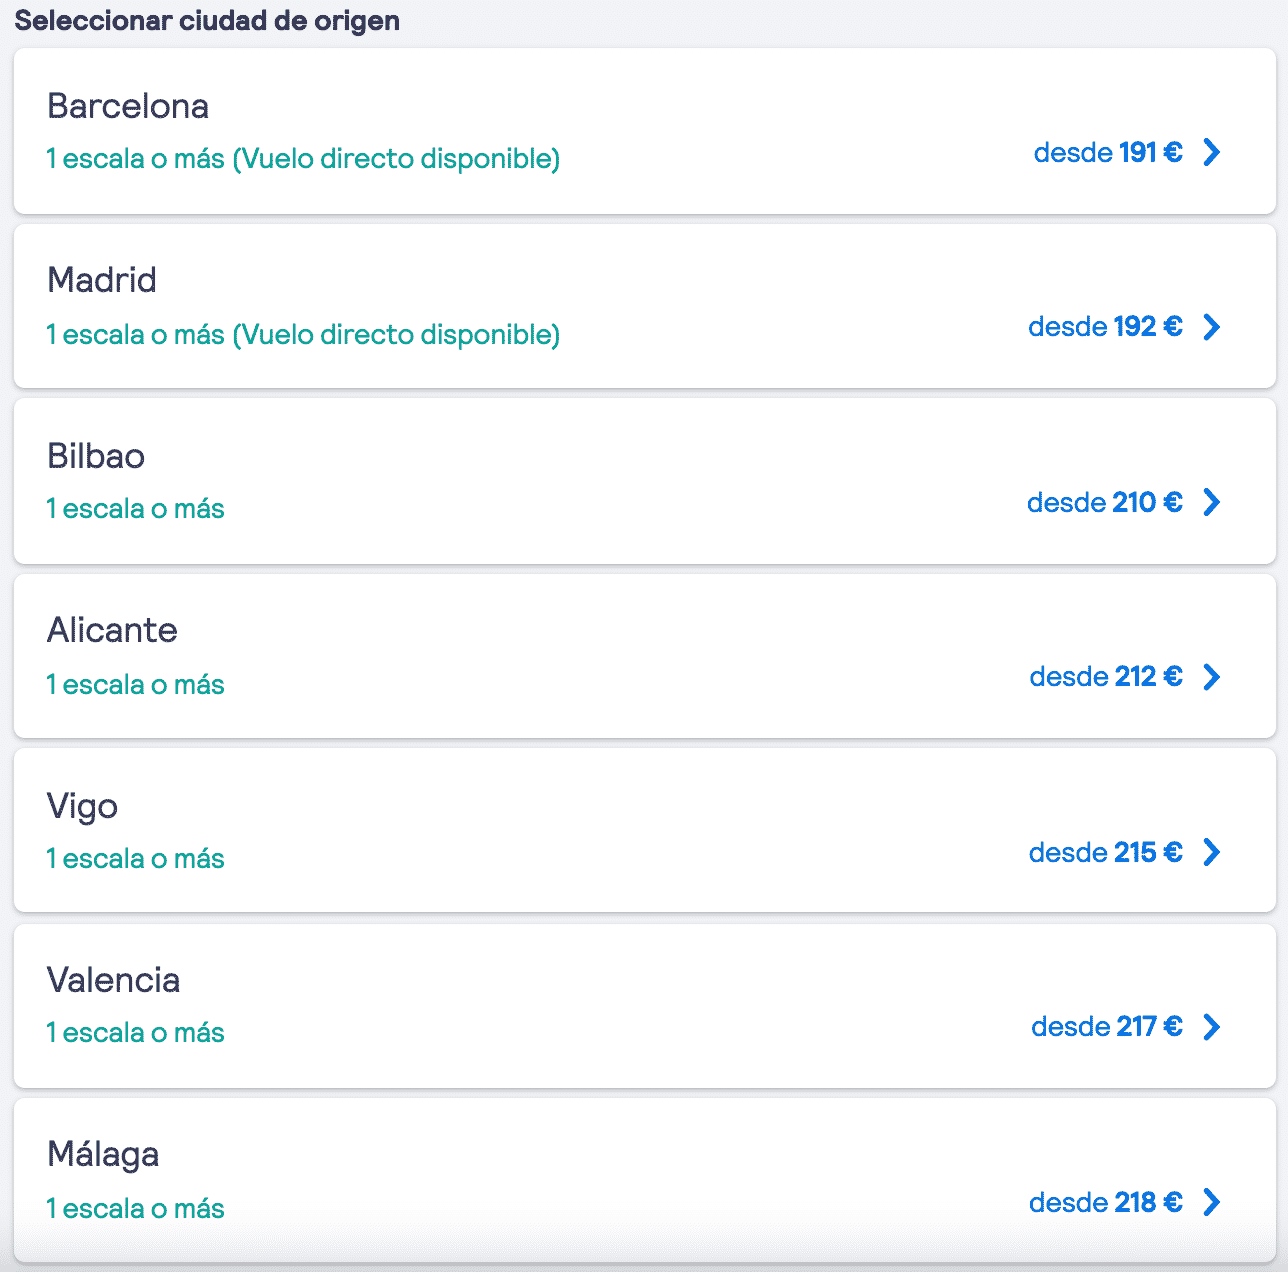 Seleccionar ciudad de origen
Barcelona
1 escala o más (Vuelo directo disponible)
desde 191 €
Madrid
1 escala o más (Vuelo directo disponible)
desde 192 €
Bilbao
1 escala o más
desde 210 €
Alicante
1 escala o más
desde 212 €
Vigo
1 escala o más
desde 215 €
Valencia
1 escala o más
desde 217 €
Málaga
1 escala o más
desde 218 €